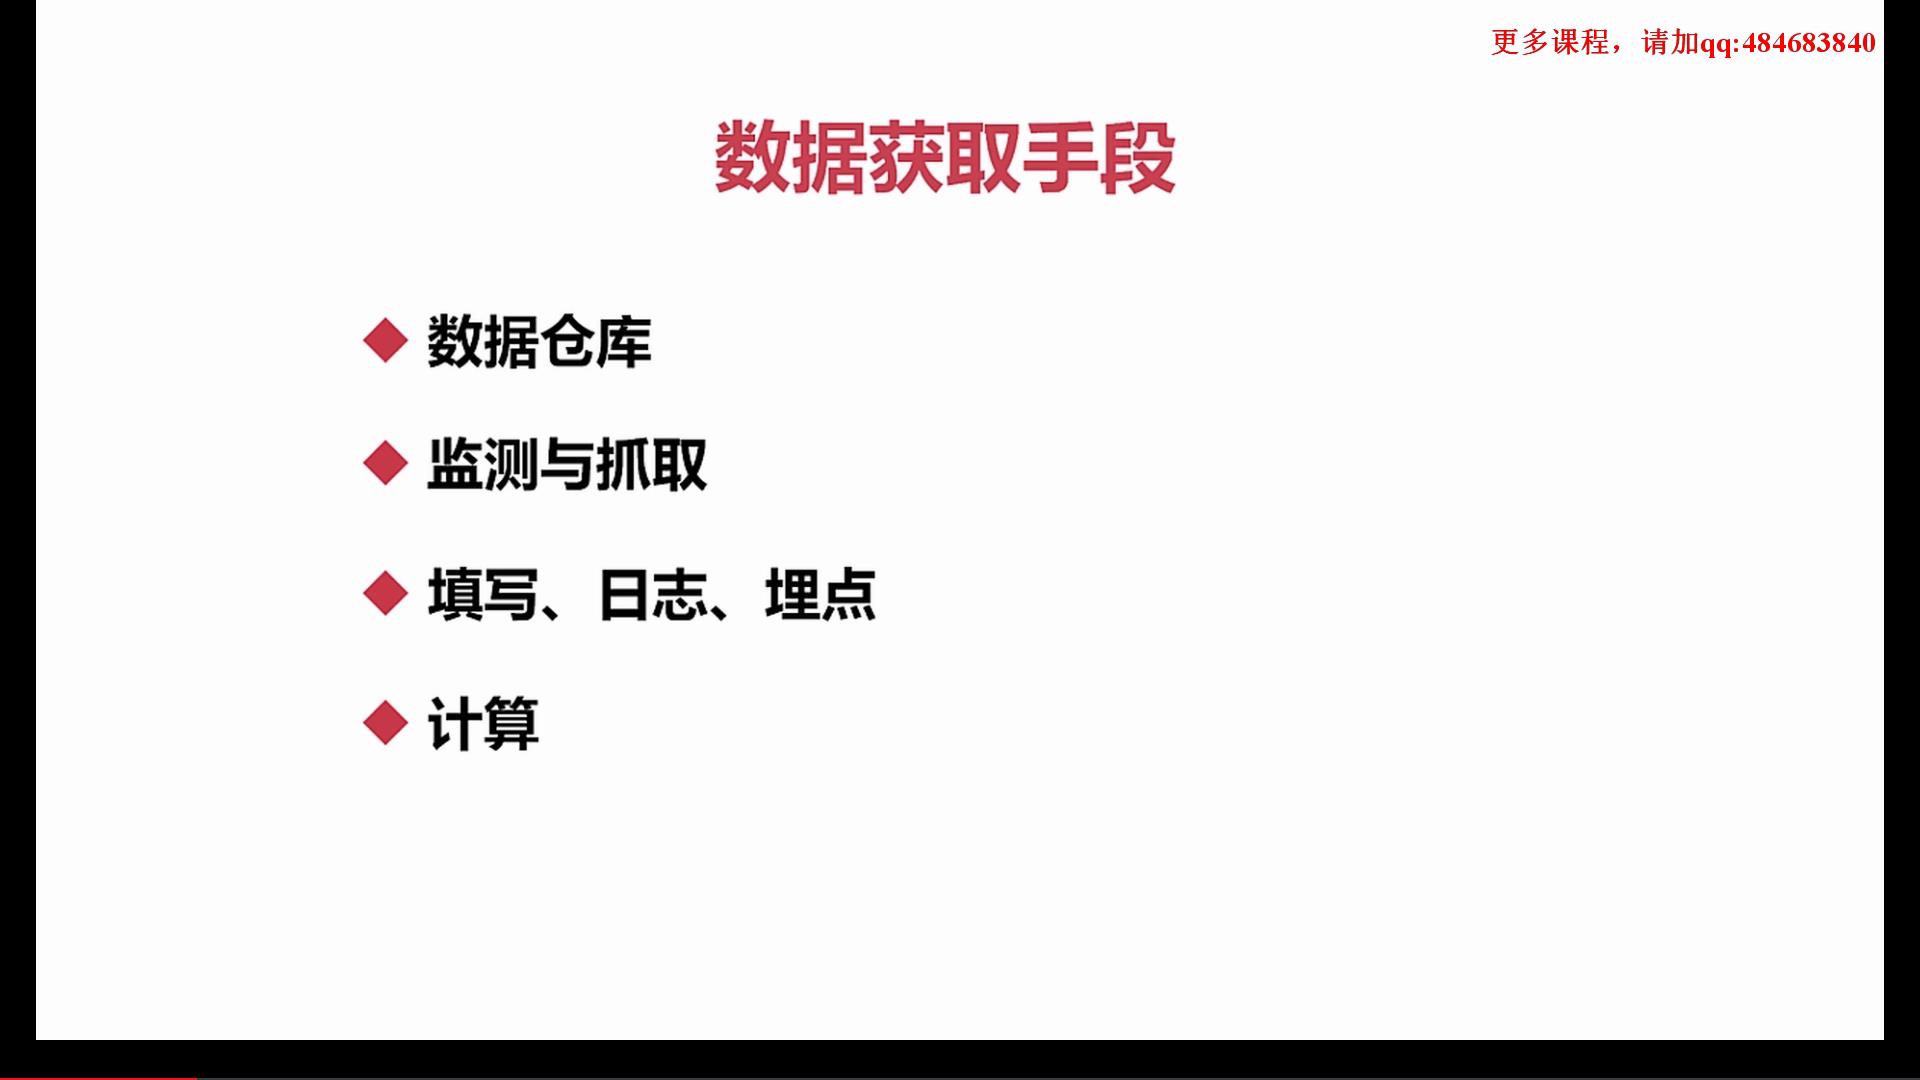 更多课程，请加qq:484683840
数据获取手段
数据仓库
监测与抓取
填写、日志、埋点
计算